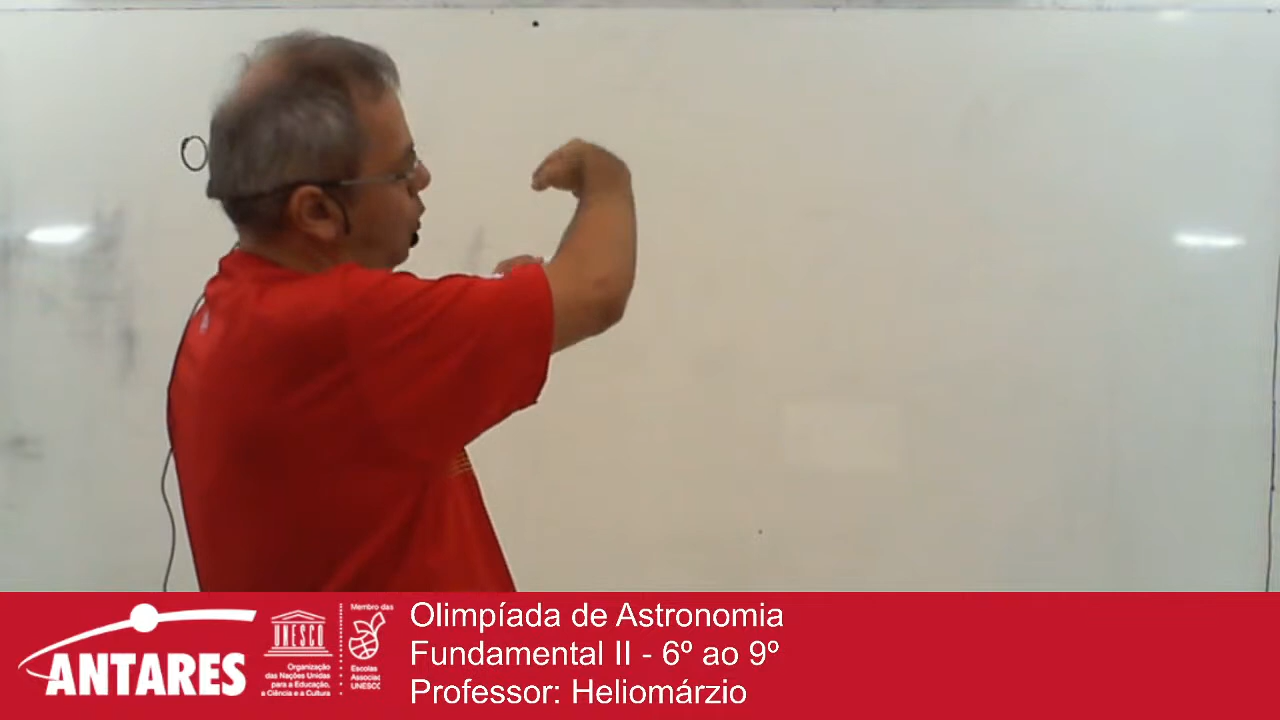 ANTARES
UNESCO
Organização
das Nações Unidas
para a Educação,
a Ciência e a Cultura
Membro das
Escolas
Associac
UNESCO
Olimpíada de Astronomia
Fundamental II - 6º ao 9º
Professor: Heliomárzio